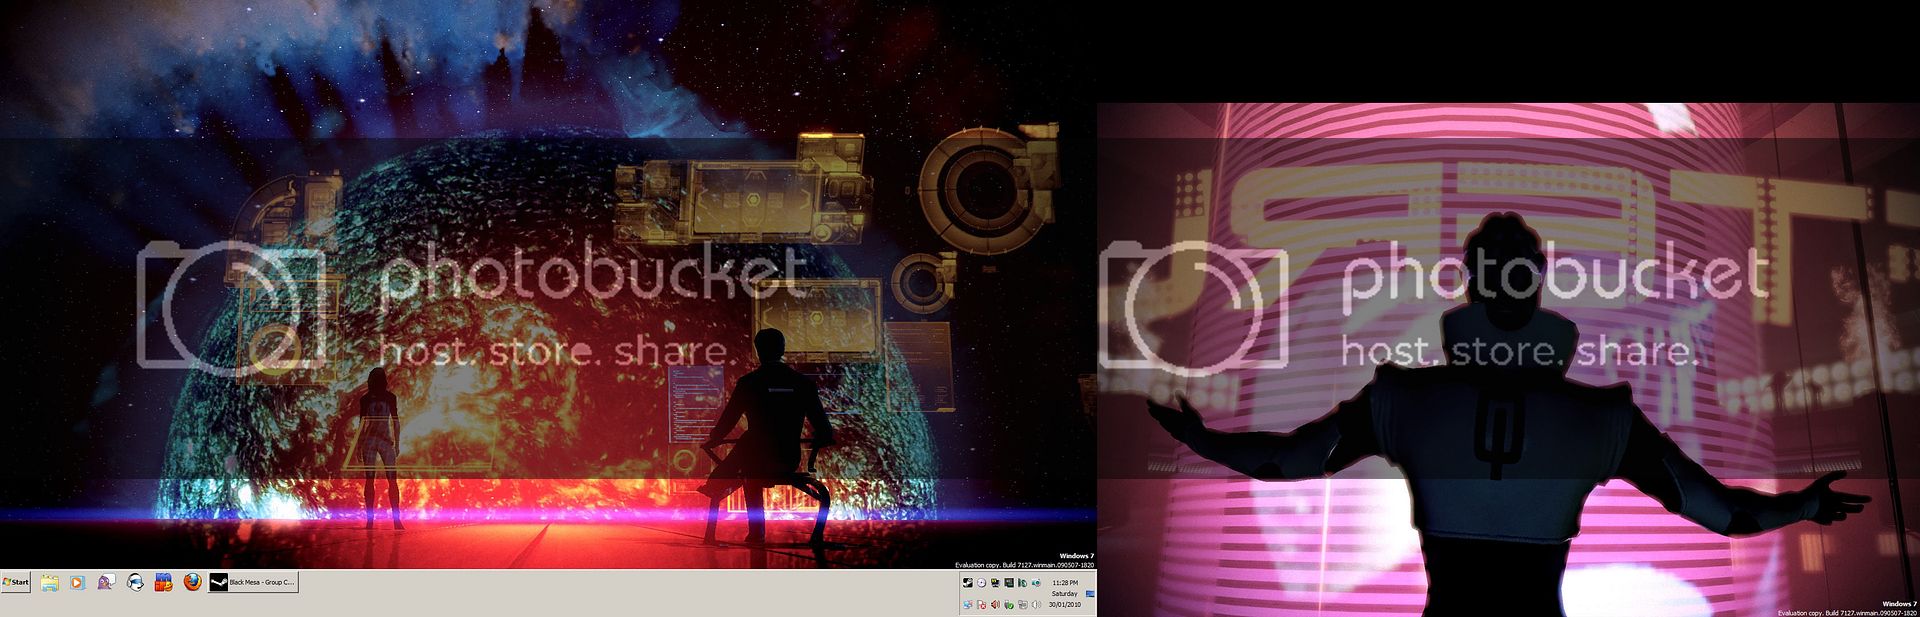 photobucket
host. store. share.
photobucket
host. store. share.
Windows 7
Evaluation copy. Build 7127.winmain.090507-1820
Start
Black Mesa - Group C...
11:28 PM
Saturday
30/01/2010
Windows 7
Evaluation copy. Build 7127.winmain.090507-1820